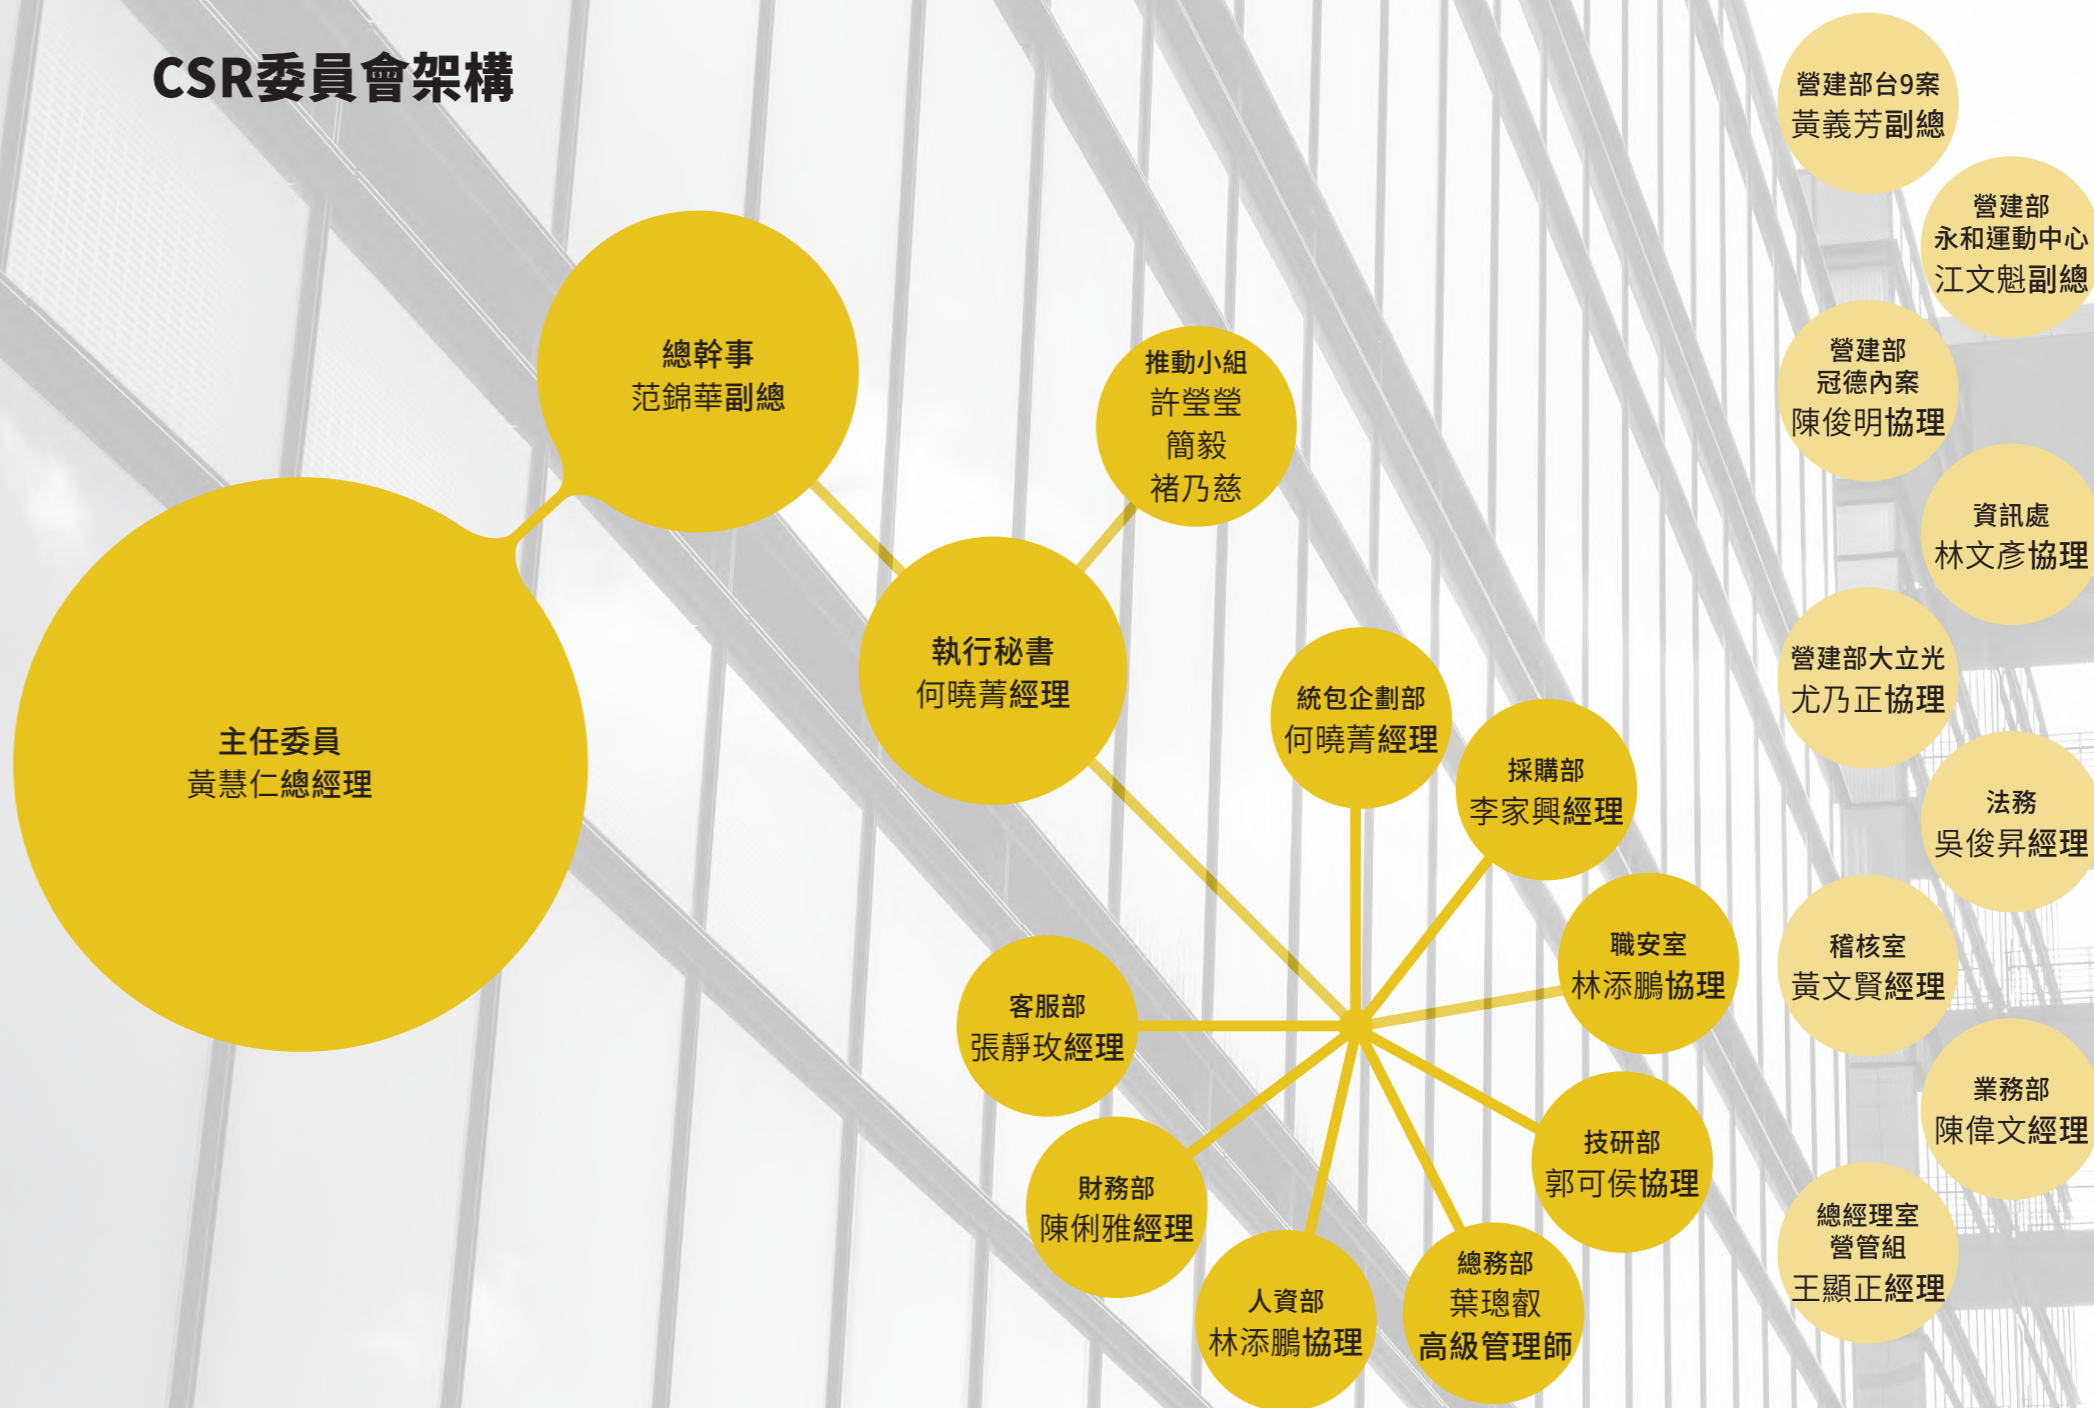 CSR委員會架構
主任委員
黃慧仁總經理
總幹事
范錦華副總
執行秘書
何曉菁經理
推動小組
許瑩瑩
簡毅
褚乃慈
統包企劃部
何曉菁經理
採購部
李家興經理
職安室
林添鵬協理
技研部
郭可侯協理
總務部
葉璁叡
高級管理師
人資部
林添鵬協理
財務部
陳俐雅經理
客服部
張靜玫經理
營建部台9案
黃義芳副總
營建部
永和運動中心
江文魁副總
營建部
冠德內案
陳俊明協理
資訊處
林文彥協理
營建部大立光
尤乃正協理
法務
吳俊昇經理
稽核室
黃文賢經理
業務部
陳偉文經理
總經理室
營管組
王顯正經理